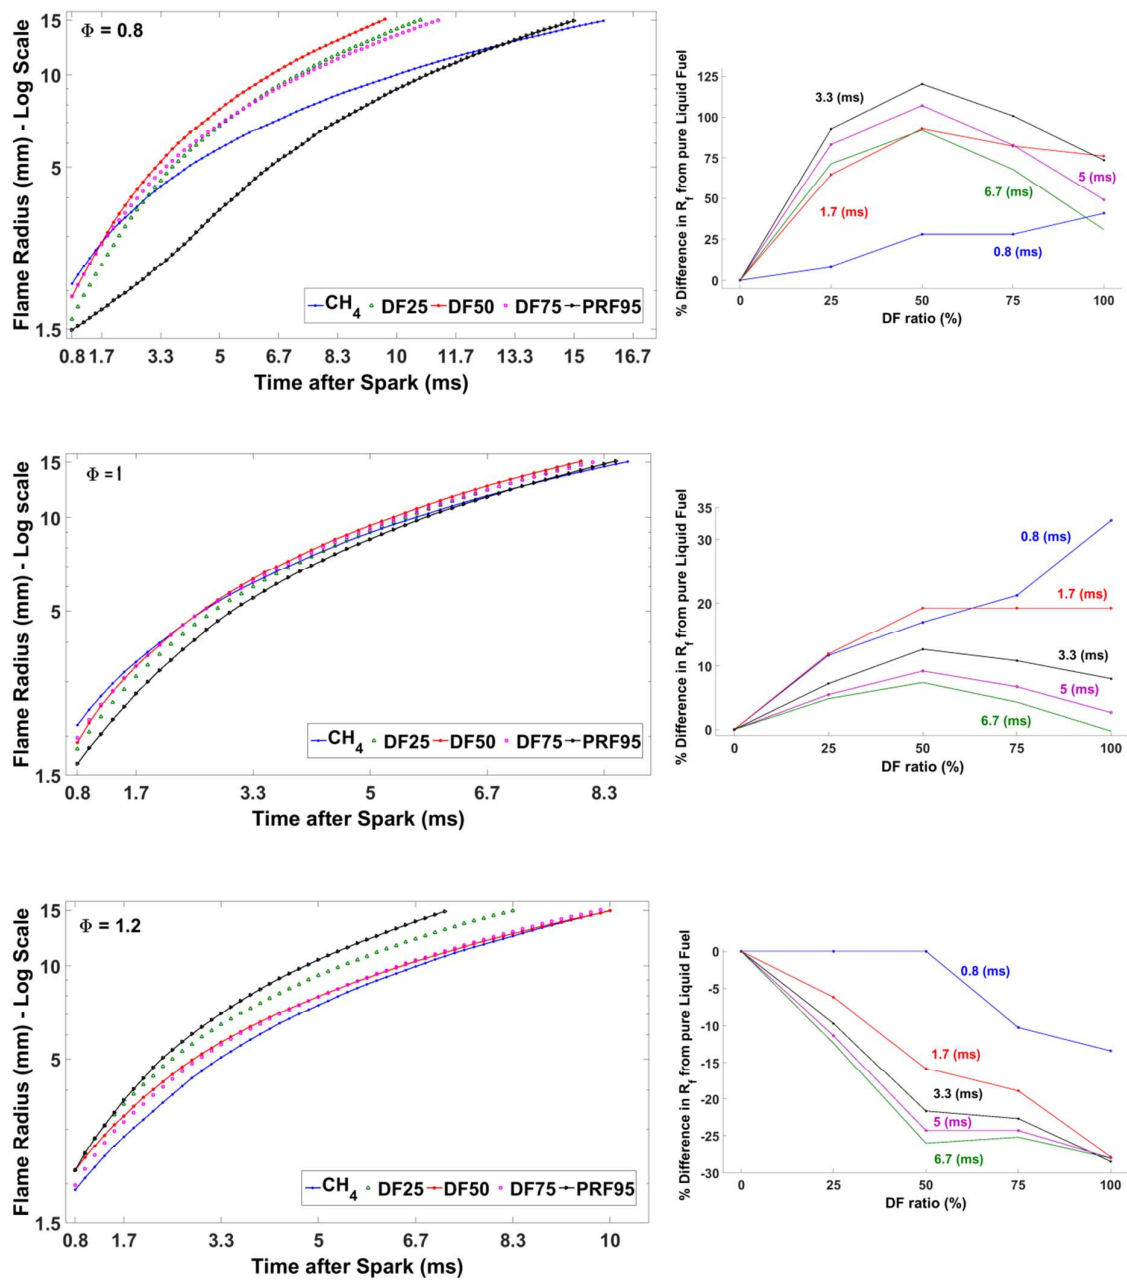 Φ = 0.8
Flame Radius (mm) - Log Scale
15
10
5
1.5
CH4 DF25 DF50 DF75 PRF95
0.8 1.7 3.3 5 6.7 8.3 10 11.7 13.3 15 16.7
Time after Spark (ms)
% Difference in Rf from pure Liquid Fuel
125
100
75
50
25
0
3.3 (ms)
5 (ms)
6.7 (ms)
1.7 (ms)
0.8 (ms)
0 25 50 75 100
DF ratio (%)
Φ = 1
Flame Radius (mm) - Log scale
15
10
5
1.5
CH4 DF25 DF50 DF75 PRF95
0.8 1.7 3.3 5 6.7 8.3
Time after Spark (ms)
% Difference in Rf from pure Liquid Fuel
35
30
20
10
0
0.8 (ms)
1.7 (ms)
3.3 (ms)
5 (ms)
6.7 (ms)
0 25 50 75 100
DF ratio (%)
Φ = 1.2
Flame Radius (mm) - Log Scale
15
10
5
1.5
CH4 DF25 DF50 DF75 PRF95
0.8 1.7 3.3 5 6.7 8.3 10
Time after Spark (ms)
% Difference in Rf from pure Liquid Fuel
0
-5
-10
-15
-20
-25
-30
0.8 (ms)
1.7 (ms)
3.3 (ms)
5 (ms)
6.7 (ms)
0 25 50 75 100
DF ratio (%)